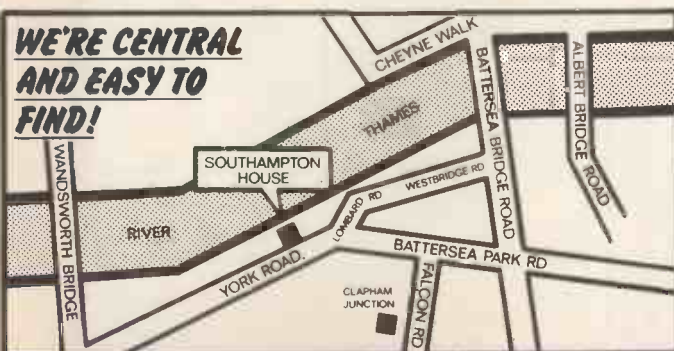 WE'RE CENTRAL
AND EASY TO
FIND!
CHEYNE WALK
BATTERSEA BRIDGE ROAD
ALBERT BRIDGE ROAD
WANDSWORTH BRIDGE
THAMES
SOUTHAMPTON
HOUSE
RIVER
LOMBARD RD
WESTBRIDGE RD
YORK ROAD.
BATTERSEA PARK RD
CLAPHAM
JUNCTION
FALCON RD